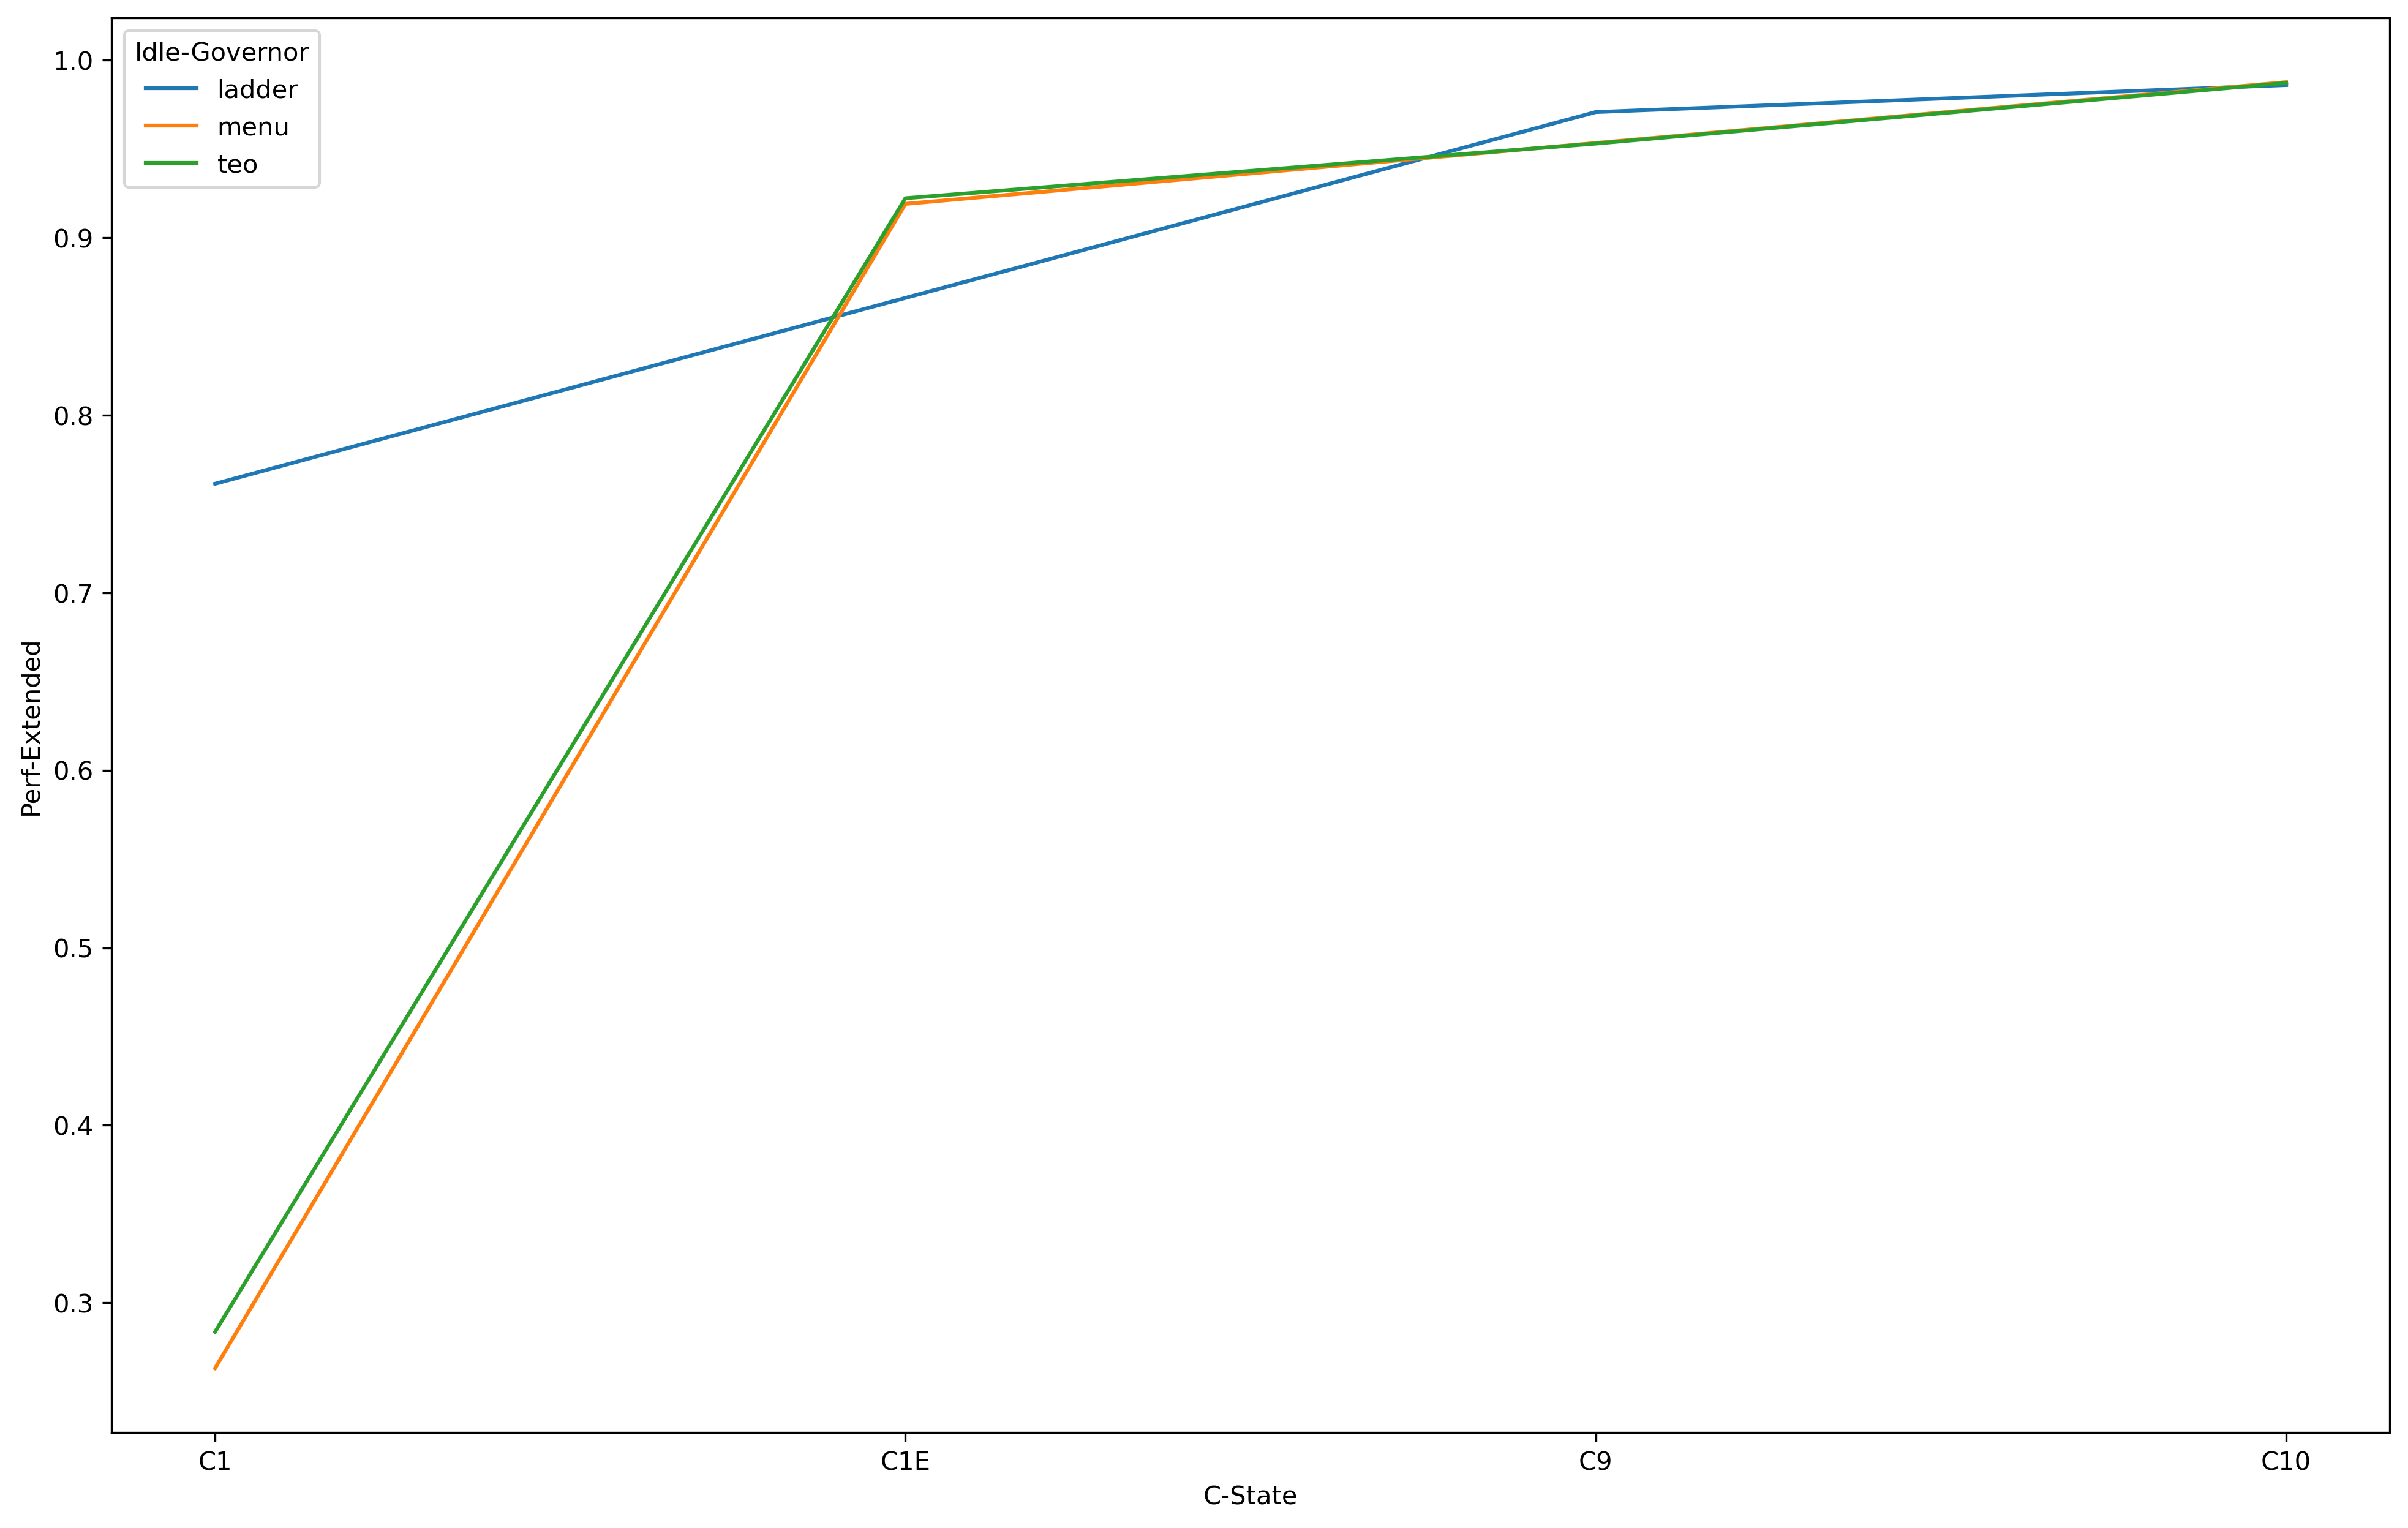 Idle-Governor
ladder
menu
teo
1.0
0.9
0.8
0.7
0.6
0.5
0.4
0.3
Perf-Extended
C1
C1E
C9
C10
C-State